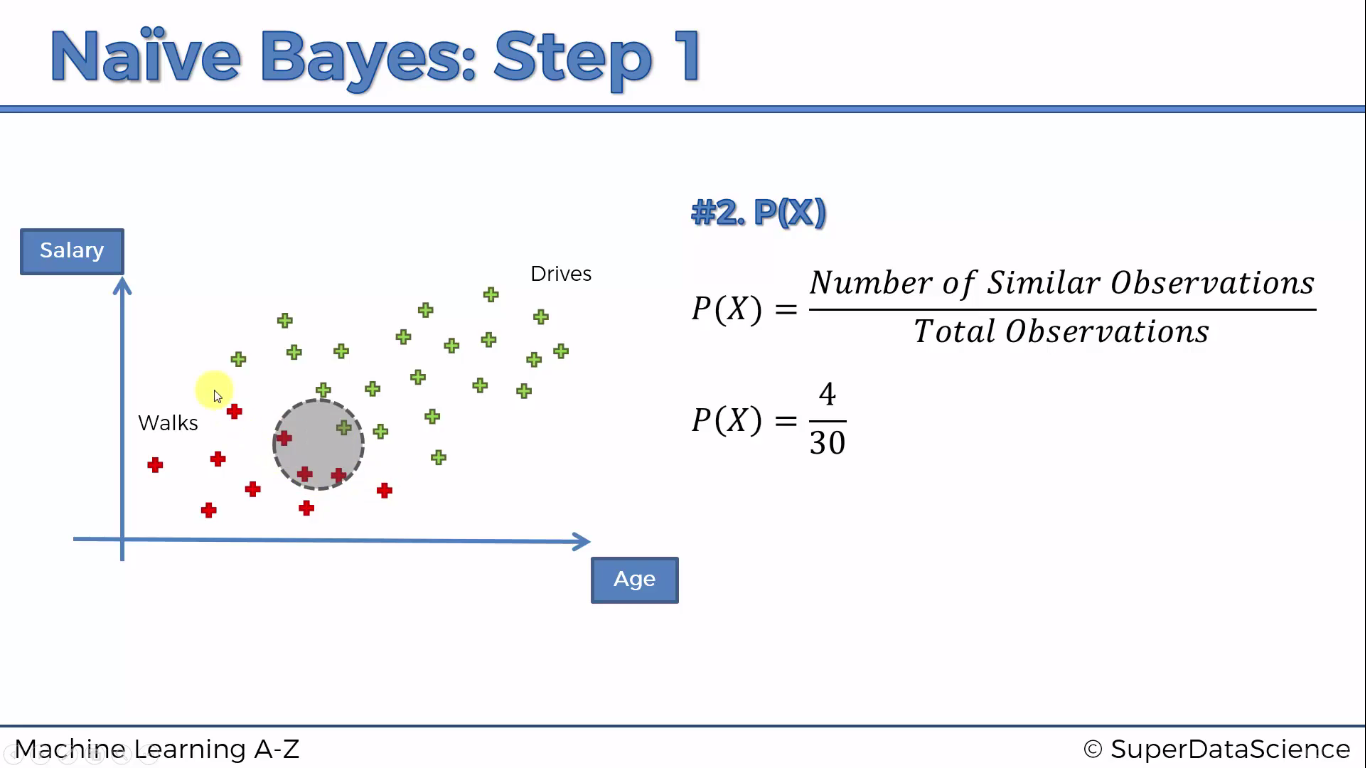 Naïve Bayes: Step 1
#2. P(X)
Salary
Drives
Walks
Age
P(X) = Number of Similar Observations / Total Observations
P(X) = 4 / 30
Machine Learning A-Z
© SuperDataScience